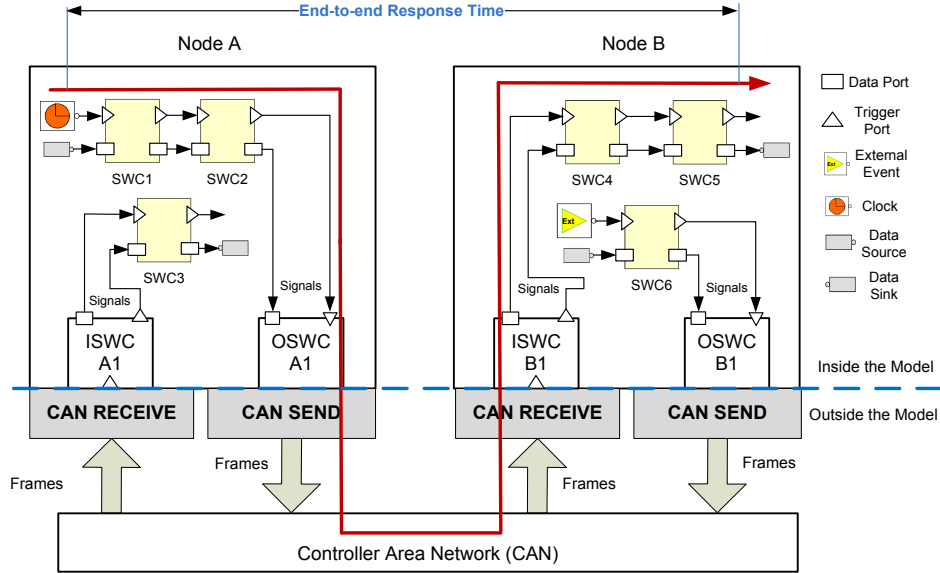 End-to-end Response Time
Node A
Node B
SWC1
SWC2
SWC3
Signals
Signals
ISWC
A1
OSWC
A1
CAN RECEIVE
CAN SEND
Frames
Frames
SWC4
SWC5
Ext
SWC6
Signals
Signals
ISWC
B1
OSWC
B1
CAN RECEIVE
CAN SEND
Frames
Frames
Controller Area Network (CAN)
Data Port
Trigger
Port
Ext
External
Event
Clock
Data
Source
Data
Sink
Inside the Model
Outside the Model